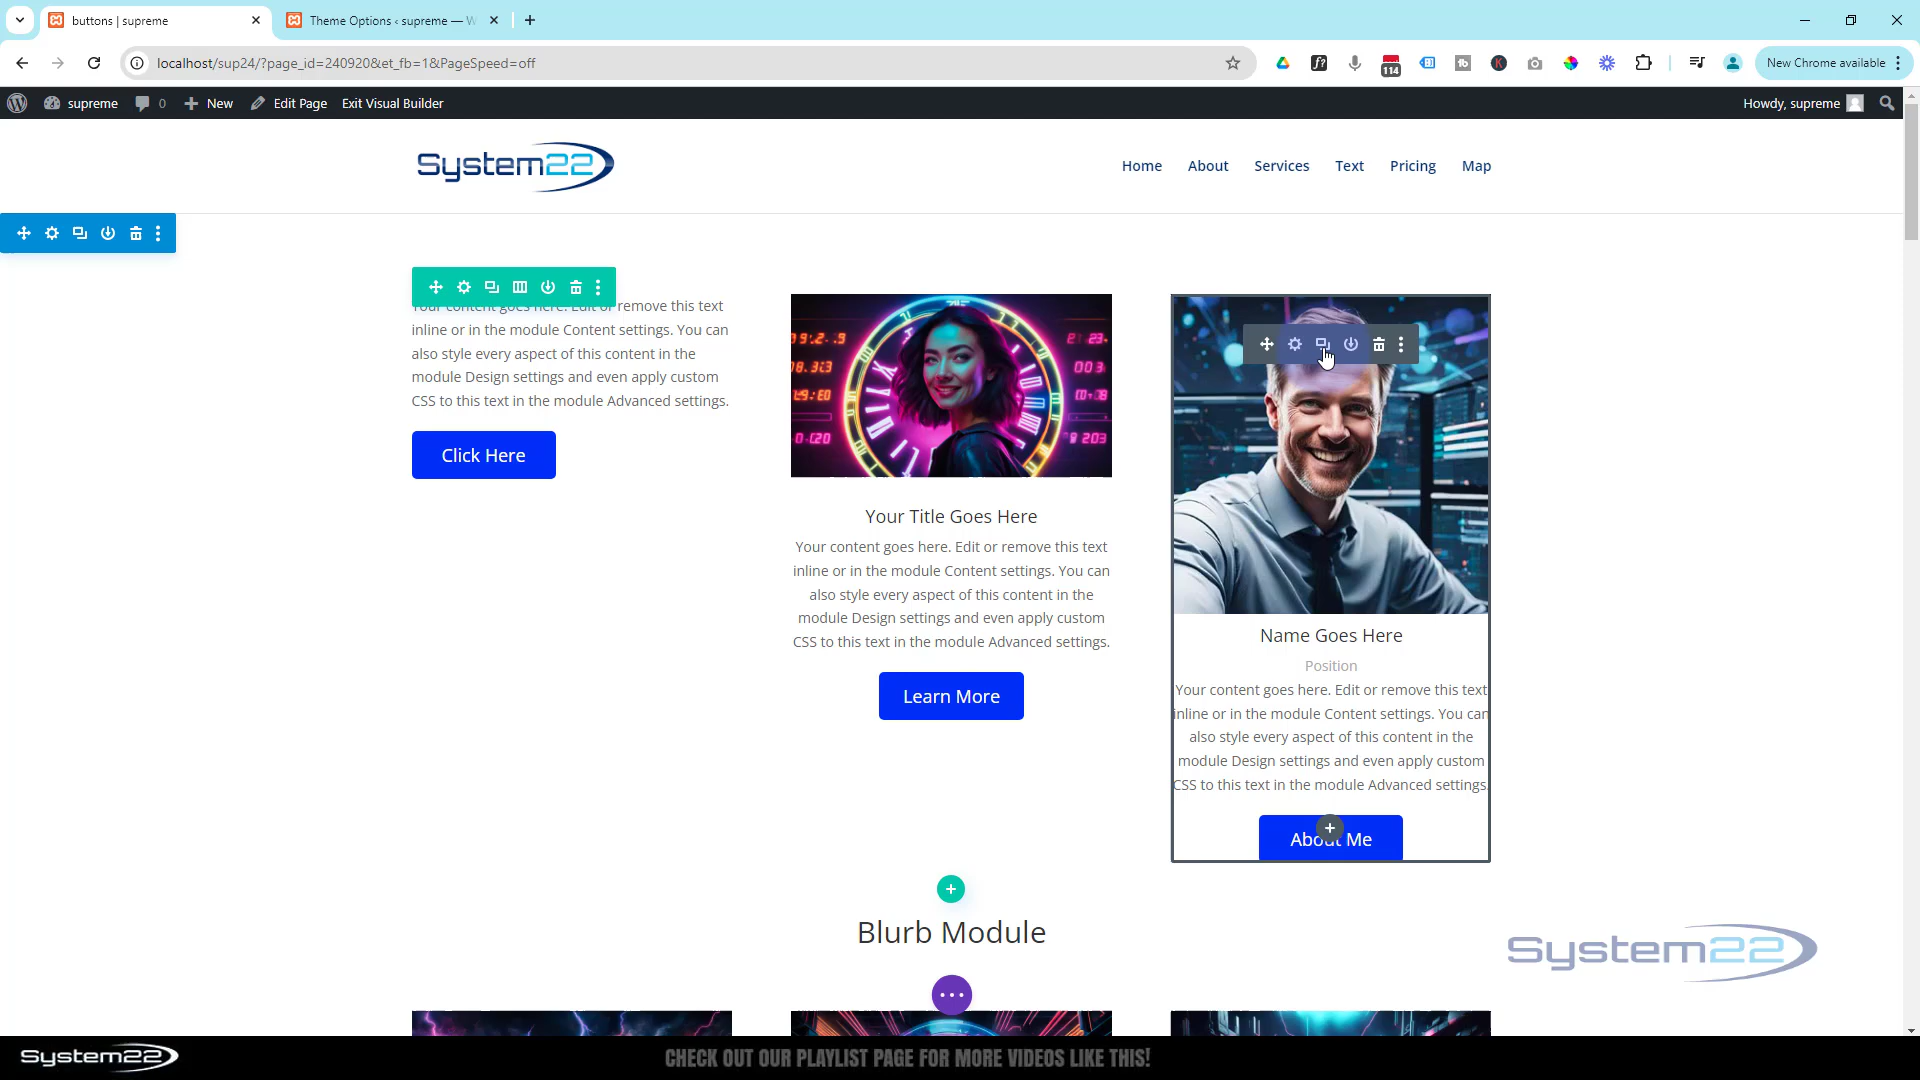 buttons | supreme
Theme Options ‹ supreme — W
localhost/sup24/?page_id=240920&et_fb=1&PageSpeed=off
114
New Chrome available
supreme
0
New
Edit Page
Exit Visual Builder
Howdy, supreme
System22
Home
About
Services
Text
Pricing
Map
Your content goes here. Edit or remove this text
inline or in the module Content settings. You can
also style every aspect of this content in the
module Design settings and even apply custom
CSS to this text in the module Advanced settings.
Click Here
Your Title Goes Here
Your content goes here. Edit or remove this text
inline or in the module Content settings. You can
also style every aspect of this content in the
module Design settings and even apply custom
CSS to this text in the module Advanced settings.
Learn More
Name Goes Here
Position
Your content goes here. Edit or remove this text
inline or in the module Content settings. You can
also style every aspect of this content in the
module Design settings and even apply custom
CSS to this text in the module Advanced settings.
About Me
Blurb Module
System22
System22
CHECK OUT OUR PLAYLIST PAGE FOR MORE VIDEOS LIKE THIS!